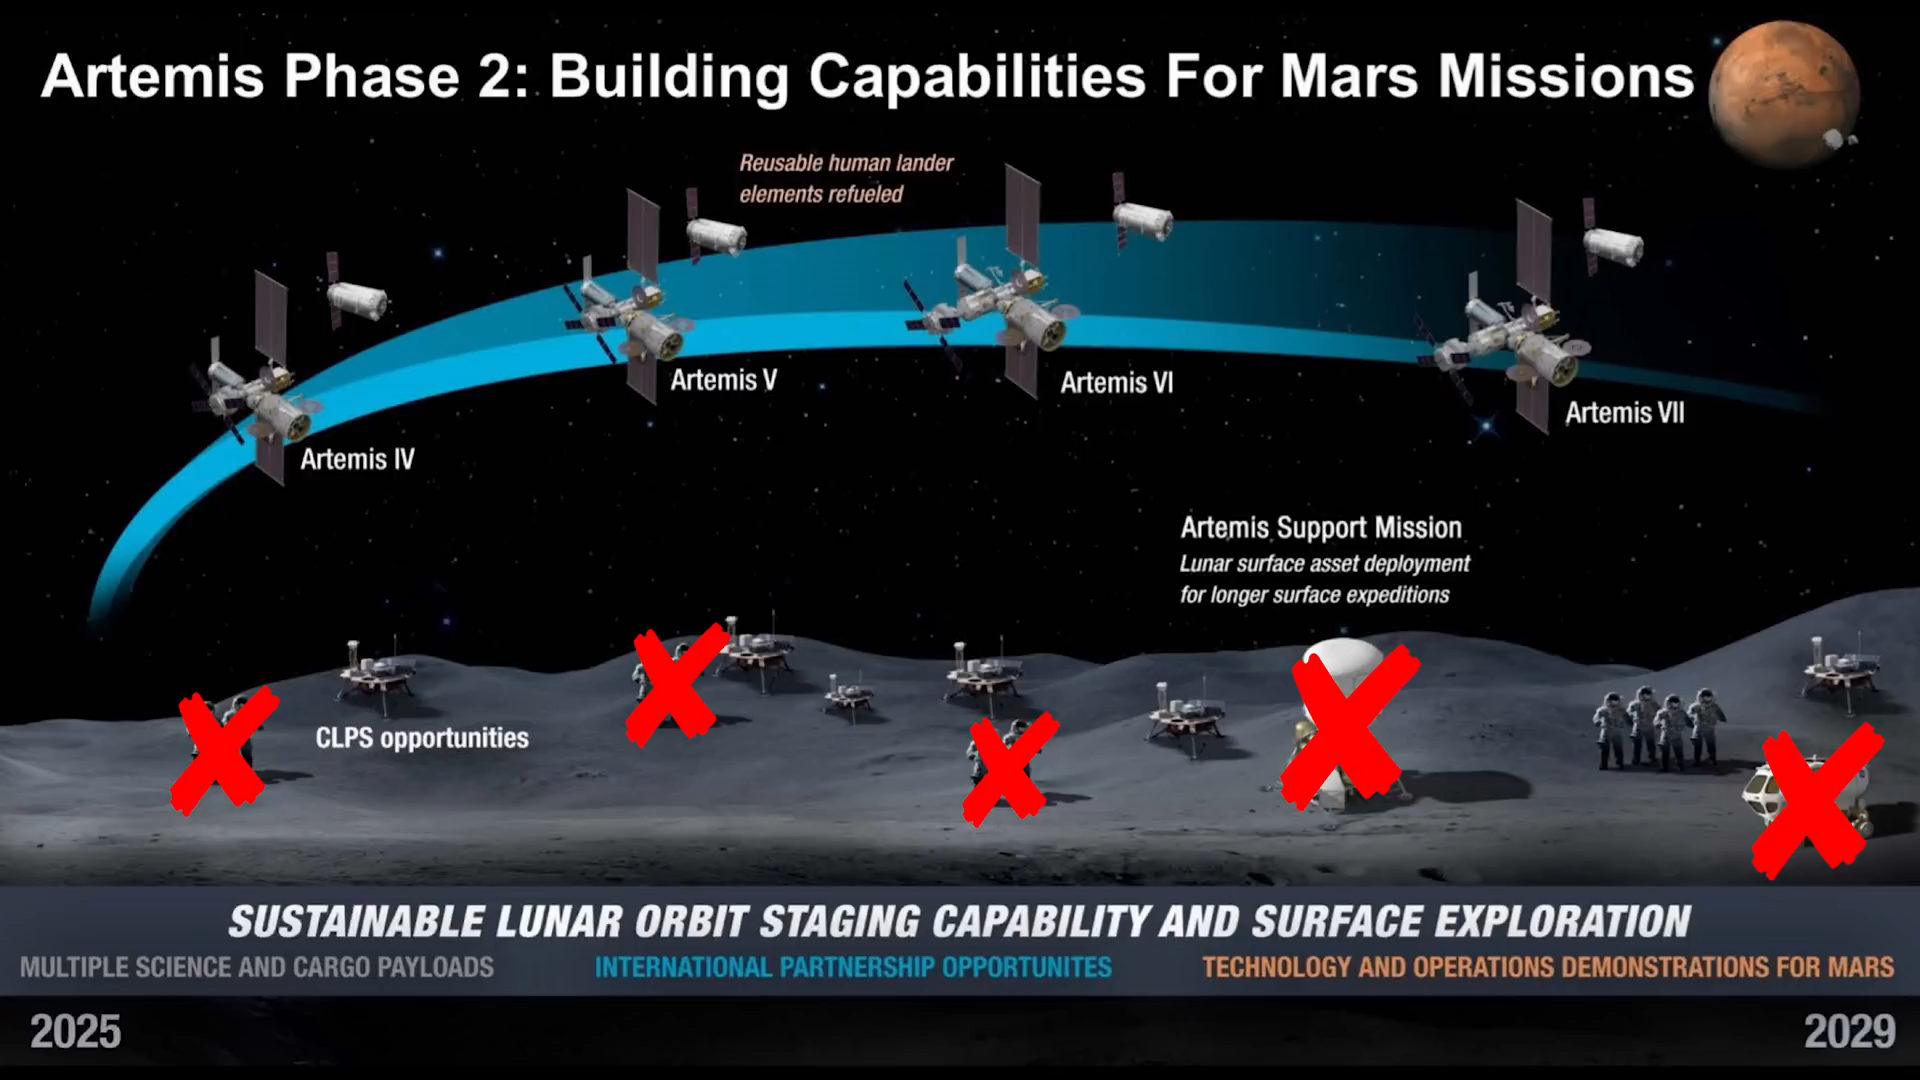 Artemis Phase 2: Building Capabilities For Mars Missions
Reusable human lander
elements refueled
Artemis IV
Artemis V
Artemis VI
Artemis VII
Artemis Support Mission
Lunar surface asset deployment
for longer surface expeditions
CLPS opportunities
SUSTAINABLE LUNAR ORBIT STAGING CAPABILITY AND SURFACE EXPLORATION
MULTIPLE SCIENCE AND CARGO PAYLOADS
INTERNATIONAL PARTNERSHIP OPPORTUNITES
TECHNOLOGY AND OPERATIONS DEMONSTRATIONS FOR MARS
2025
2029